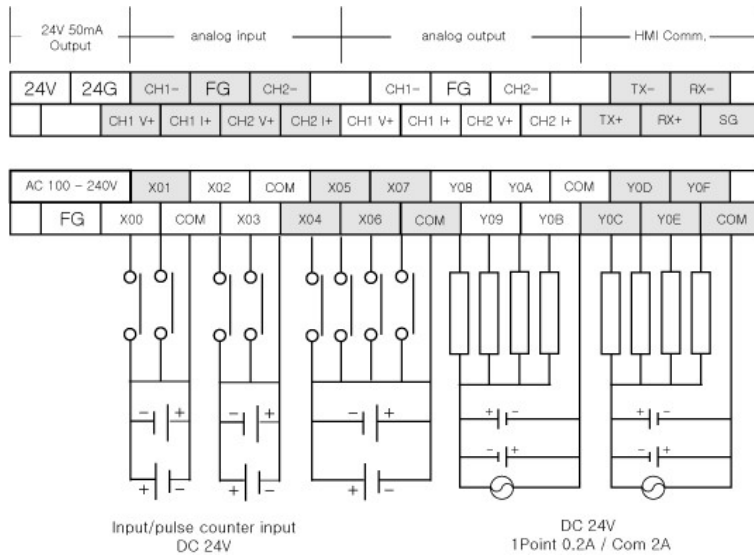 24V 50mA
Output
analog input
analog output
HMI Comm,
24V 24G CH1- FG CH2- CH1- FG CH2- TX- RX-
CH1 V+ CH1 I+ CH2 V+ CH2 I+ CH1 V+ CH1 I+ CH2 V+ CH2 I+ TX+ RX+ SG
AC 100 - 240V X01 X02 COM X05 X07 Y08 Y0A COM Y0D Y0F
FG X00 COM X03 X04 X06 COM Y09 Y0B Y0C Y0E COM
+ - + -
- + - + - +
- + - +
+ - + - + -
Input/pulse counter input
DC 24V
DC 24V
1Point 0.2A / Com 2A